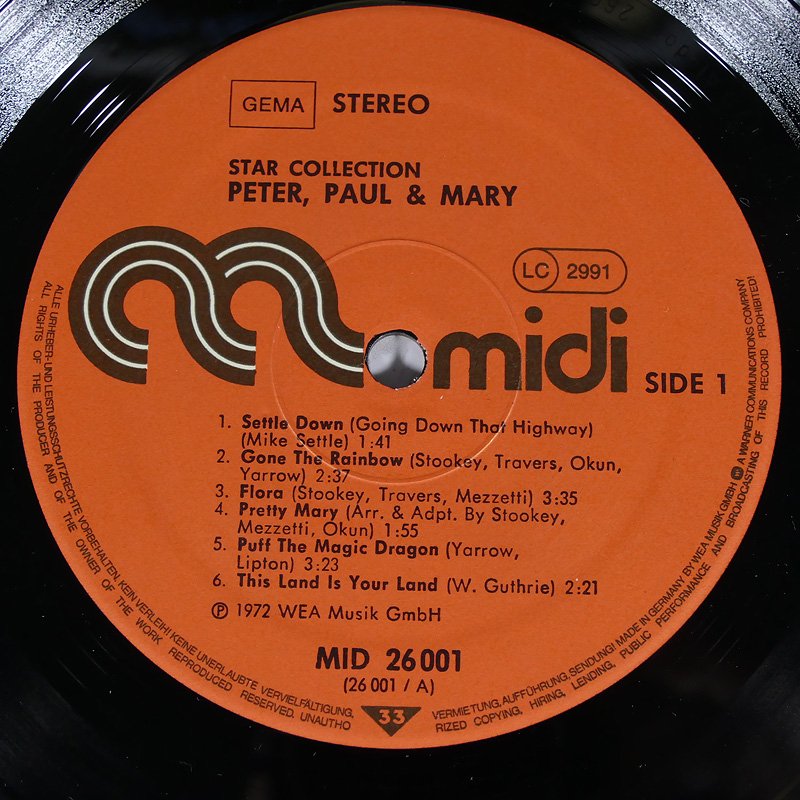 GEMA STEREO
STAR COLLECTION
PETER, PAUL & MARY
LC 2991
midi SIDE 1
1. Settle Down (Going Down That Highway)
(Mike Settle) 1:41
2. Gone The Rainbow (Stookey, Travers, Okun,
Yarrow) 2:37
3. Flora (Stookey, Travers, Mezzetti) 3:35
4. Pretty Mary (Arr. & Adpt. By Stookey,
Mezzetti, Okun) 1:55
5. Puff The Magic Dragon (Yarrow,
Lipton) 3:23
6. This Land Is Your Land (W. Guthrie) 2:21
Ⓟ 1972 WEA Musik GmbH
MID 26 001
(26 001 / A)
33
ALLE URHEBER- UND LEISTUNGSSCHUTZRECHTE VORBEHALTEN. KEIN VERLEIH! KEINE UNERLAUBTE VERVIELFÄLTIGUNG, VERMIETUNG, AUFFÜHRUNG, SENDUNG! MADE IN GERMANY BY WEA MUSIK GMBH A WARNER COMMUNICATIONS COMPANY
ALL RIGHTS OF THE PRODUCER AND OF THE OWNER OF THE WORK REPRODUCED RESERVED. UNAUTHORIZED COPYING, HIRING, LENDING, PUBLIC PERFORMANCE AND BROADCASTING OF THIS RECORD PROHIBITED!